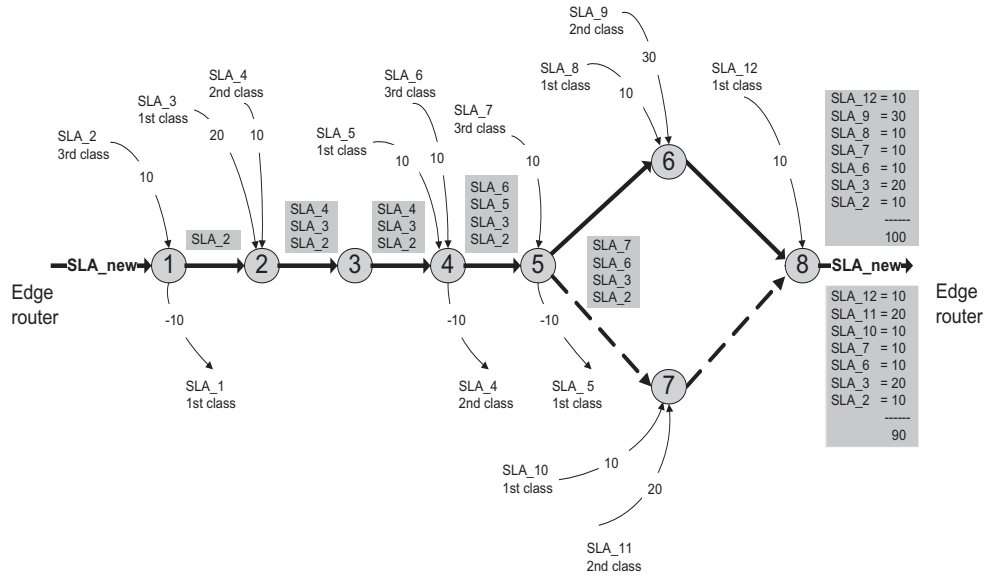 SLA_9
2nd class
30
SLA_8
1st class
10
SLA_12
1st class
10
SLA_4
2nd class
10
SLA_3
1st class
20
SLA_6
3rd class
10
SLA_5
1st class
10
SLA_7
3rd class
10
SLA_2
3rd class
10
SLA_12 = 10
SLA_9 = 30
SLA_8 = 10
SLA_7 = 10
SLA_6 = 10
SLA_3 = 20
SLA_2 = 10
------
100
SLA_2
SLA_4
SLA_3
SLA_2
SLA_4
SLA_3
SLA_2
SLA_6
SLA_5
SLA_3
SLA_2
SLA_7
SLA_6
SLA_3
SLA_2
SLA_new
1
2
3
4
5
6
7
8
SLA_new
Edge
router
Edge
router
-10
SLA_1
1st class
-10
SLA_4
2nd class
-10
SLA_5
1st class
SLA_12 = 10
SLA_11 = 20
SLA_10 = 10
SLA_7 = 10
SLA_6 = 10
SLA_3 = 20
SLA_2 = 10
------
90
SLA_10
1st class
10
20
SLA_11
2nd class